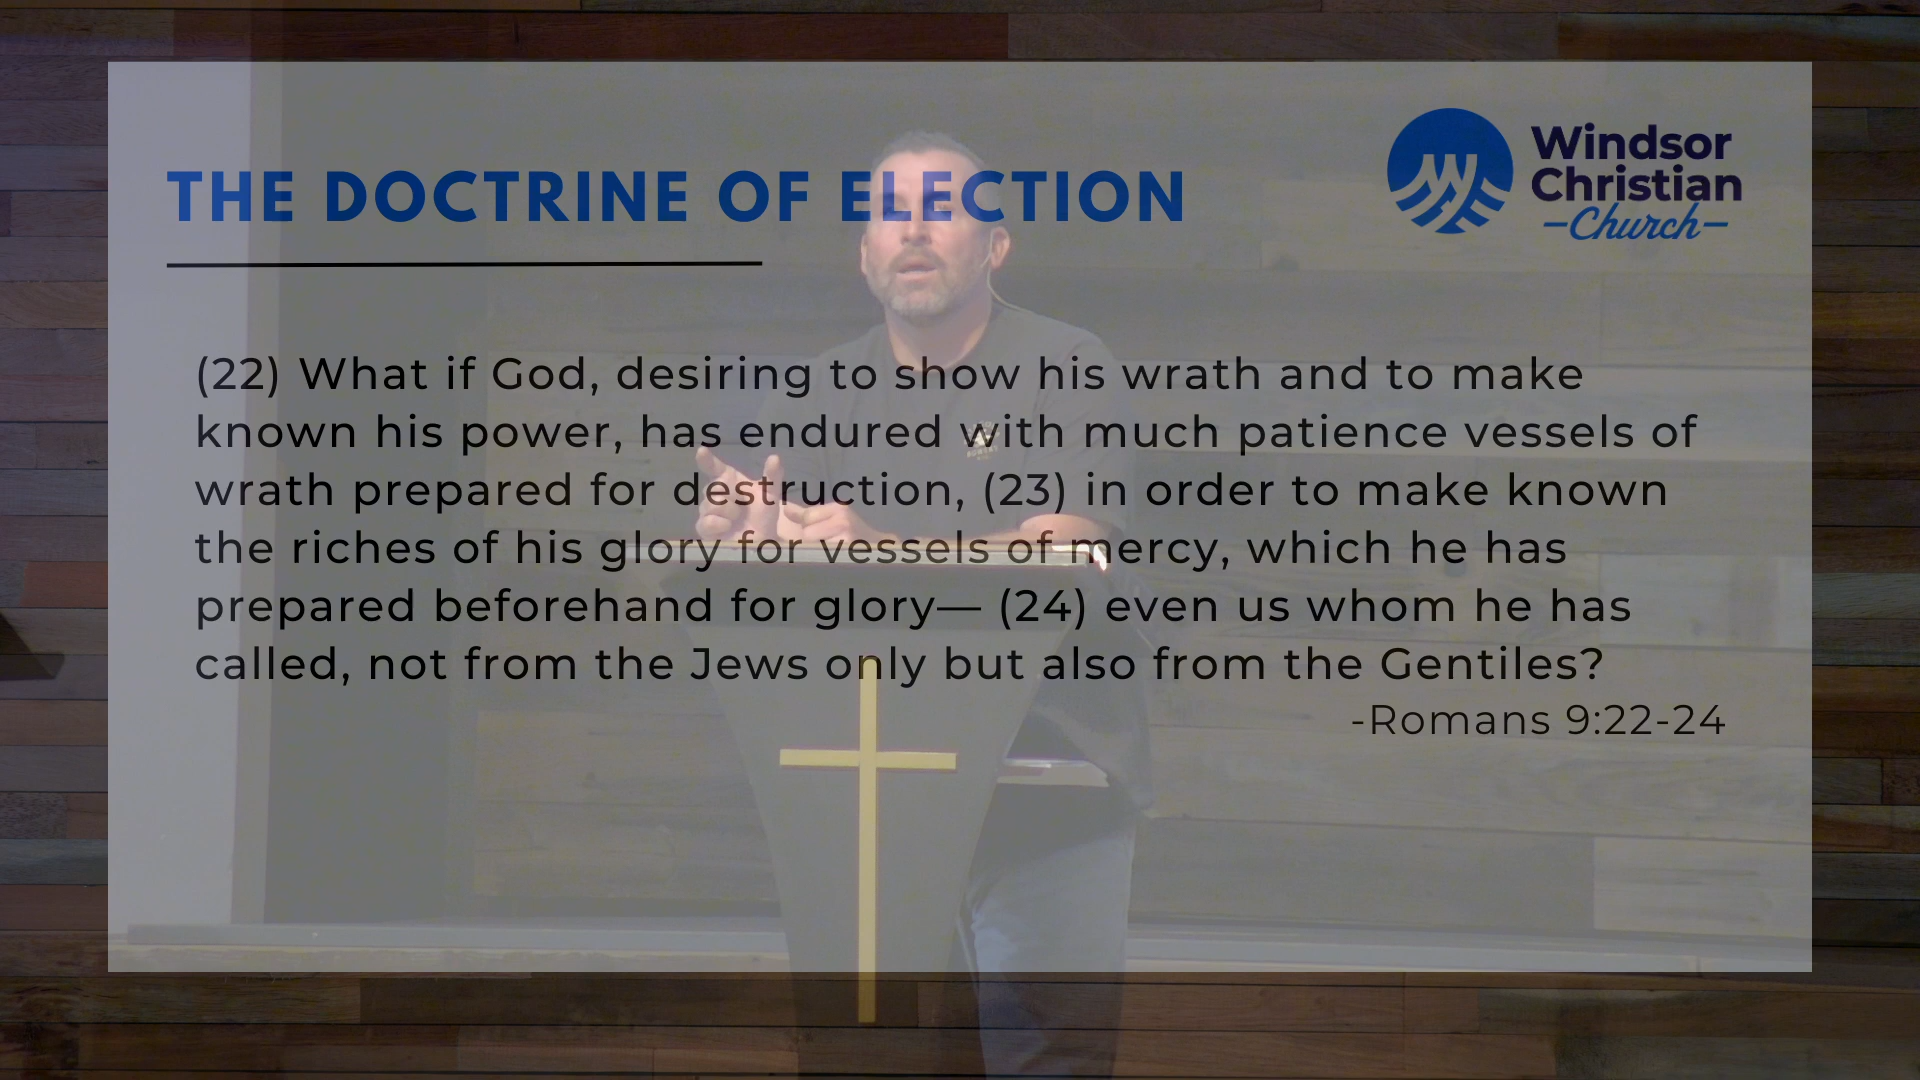 THE DOCTRINE OF ELECTION
Windsor
Christian
-Church-
(22) What if God, desiring to show his wrath and to make
known his power, has endured with much patience vessels of
wrath prepared for destruction, (23) in order to make known
the riches of his glory for vessels of mercy, which he has
prepared beforehand for glory— (24) even us whom he has
called, not from the Jews only but also from the Gentiles?
-Romans 9:22-24